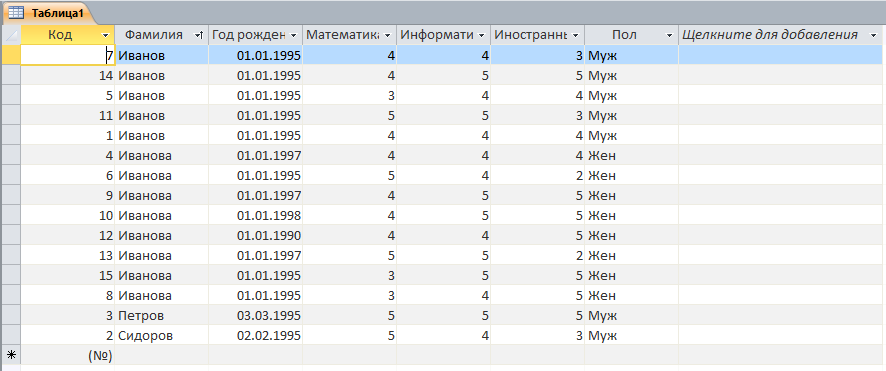 Таблица1
Код Фамилия Год рожден Математика Информати Иностранн Пол Щелкните для добавления
7 Иванов 01.01.1995 4 4 3 Муж
14 Иванов 01.01.1995 4 5 5 Муж
5 Иванов 01.01.1995 3 4 4 Муж
11 Иванов 01.01.1995 5 5 3 Муж
1 Иванов 01.01.1995 4 4 4 Муж
4 Иванова 01.01.1997 4 4 4 Жен
6 Иванова 01.01.1995 5 4 2 Жен
9 Иванова 01.01.1997 4 5 5 Жен
10 Иванова 01.01.1998 4 5 5 Жен
12 Иванова 01.01.1990 4 4 5 Жен
13 Иванова 01.01.1997 5 5 2 Жен
15 Иванова 01.01.1995 3 5 5 Жен
8 Иванова 01.01.1995 3 4 5 Жен
3 Петров 03.03.1995 5 5 5 Муж
2 Сидоров 02.02.1995 5 4 3 Муж
(№)